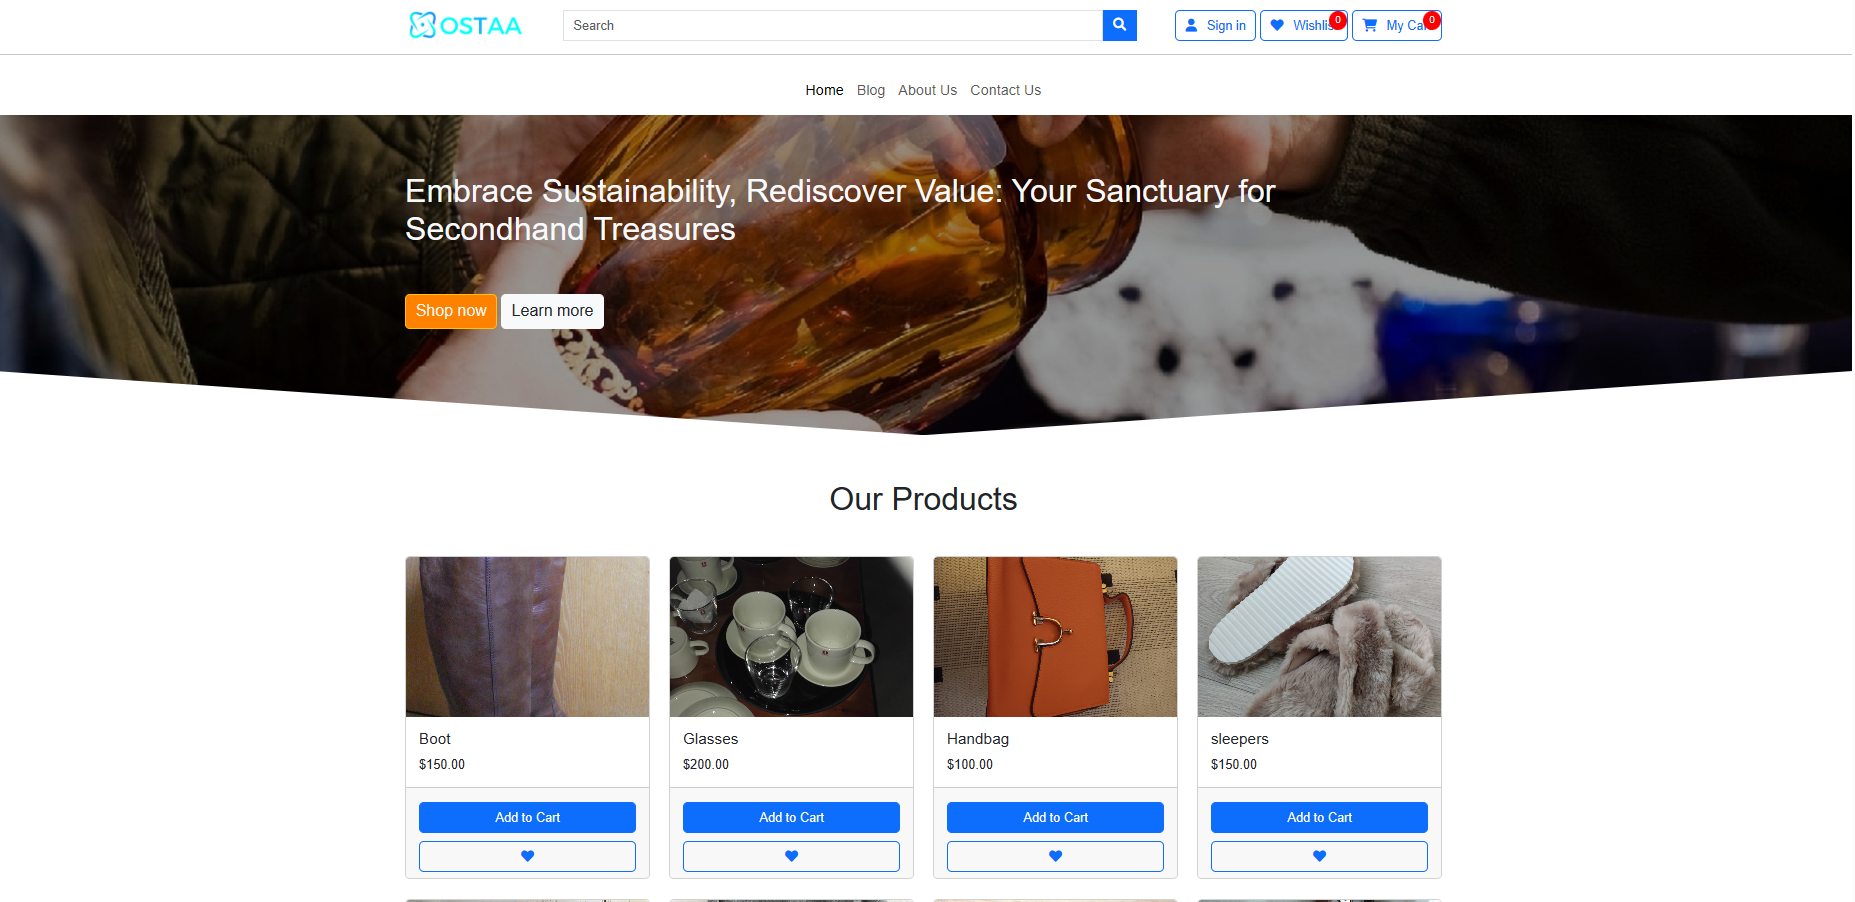 OSTAA
Search
Sign in
Wishlist 0
My Cart 0
Home Blog About Us Contact Us
Embrace Sustainability, Rediscover Value: Your Sanctuary for
Secondhand Treasures
Shop now Learn more
Our Products
Boot
$150.00
Add to Cart
Glasses
$200.00
Add to Cart
Handbag
$100.00
Add to Cart
sleepers
$150.00
Add to Cart